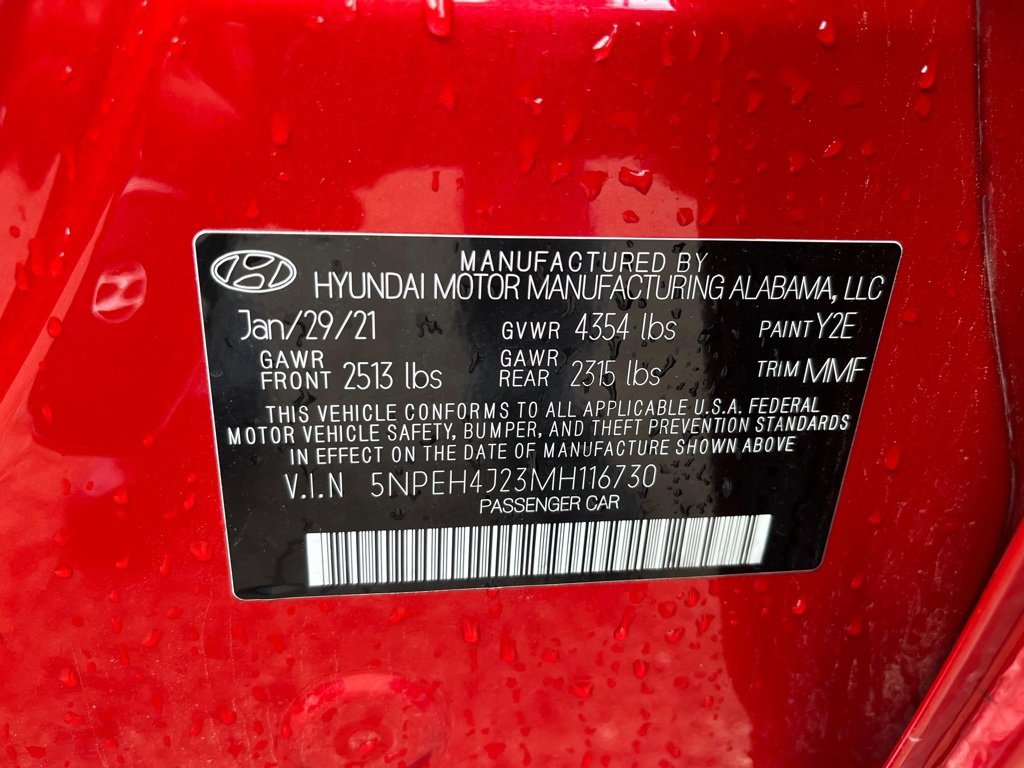 MANUFACTURED BY
HYUNDAI MOTOR MANUFACTURING ALABAMA, LLC
Jan/29/21 GVWR 4354 lbs PAINT Y2E
GAWR FRONT 2513 lbs GAWR REAR 2315 lbs TRIM MMF
THIS VEHICLE CONFORMS TO ALL APPLICABLE U.S.A. FEDERAL
MOTOR VEHICLE SAFETY, BUMPER, AND THEFT PREVENTION STANDARDS
IN EFFECT ON THE DATE OF MANUFACTURE SHOWN ABOVE
V.I.N 5NPEH4J23MH116730
PASSENGER CAR